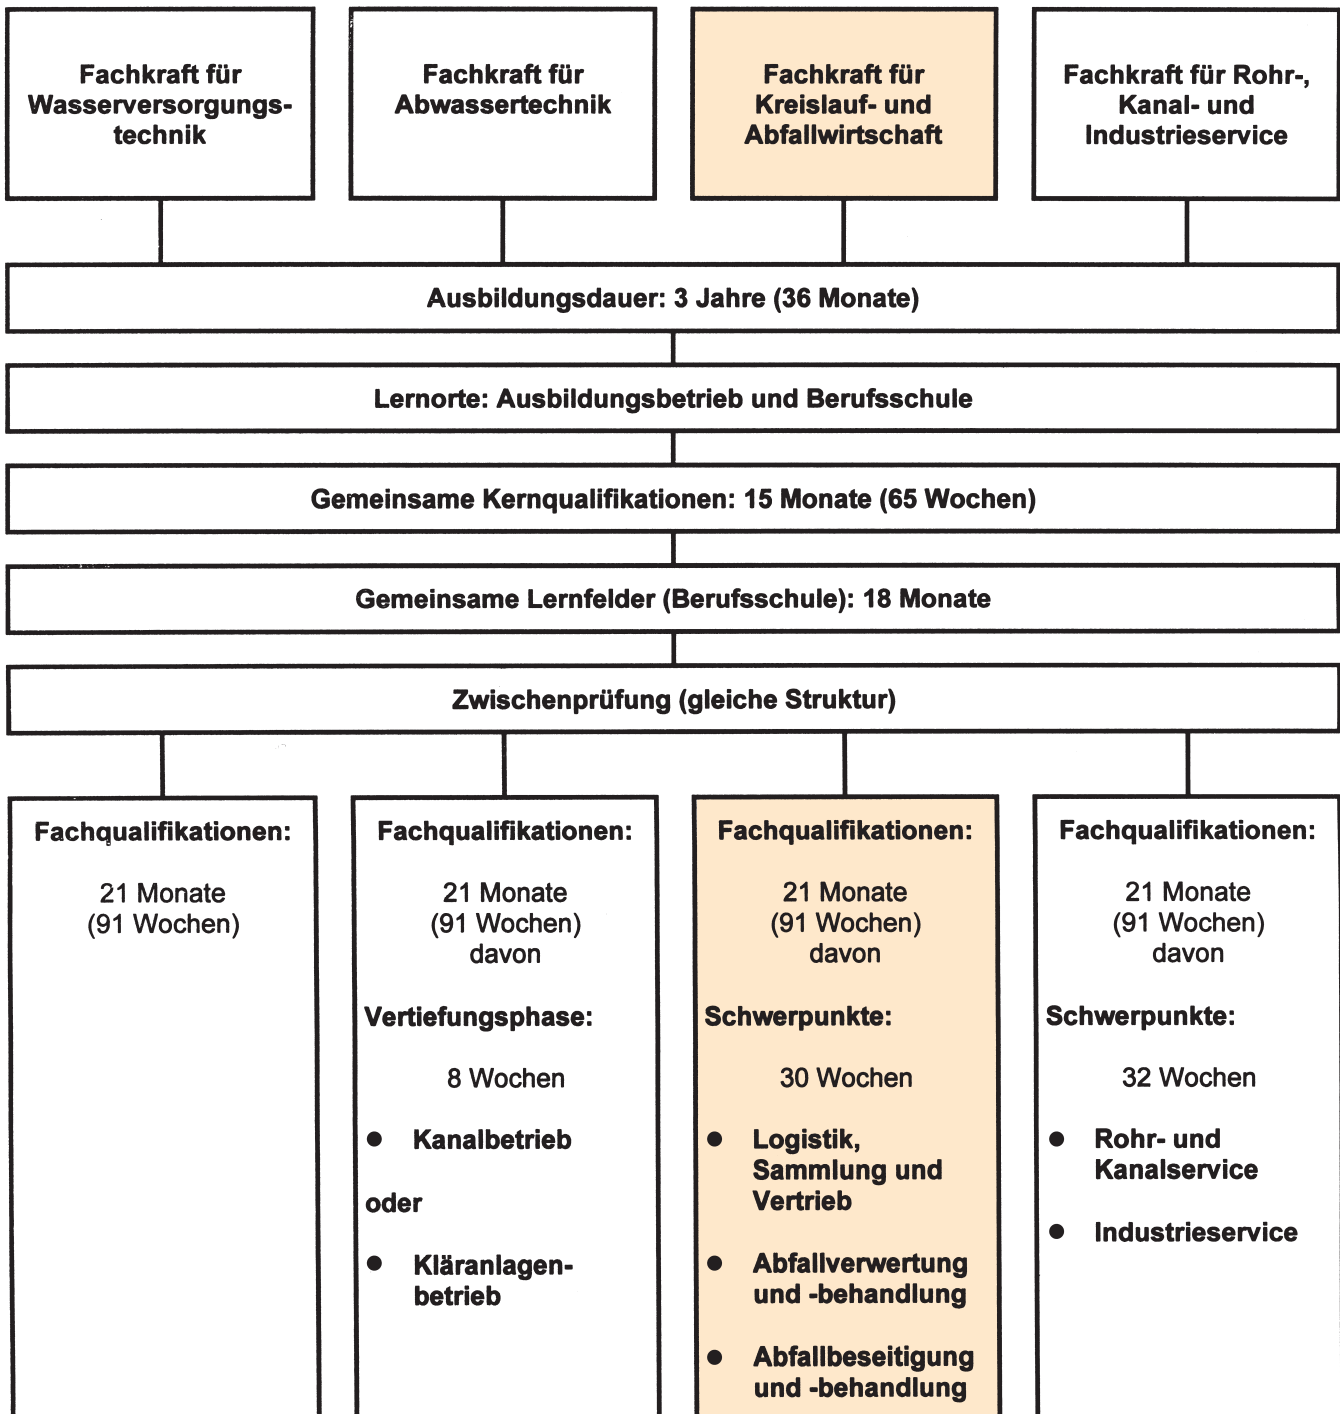 Fachkraft für
Wasserversorgungs-
technik
Fachkraft für
Abwassertechnik
Fachkraft für
Kreislauf- und
Abfallwirtschaft
Fachkraft für Rohr-,
Kanal- und
Industrieservice
Ausbildungsdauer: 3 Jahre (36 Monate)
Lernorte: Ausbildungsbetrieb und Berufsschule
Gemeinsame Kernqualifikationen: 15 Monate (65 Wochen)
Gemeinsame Lernfelder (Berufsschule): 18 Monate
Zwischenprüfung (gleiche Struktur)
Fachqualifikationen:
21 Monate
(91 Wochen)
Fachqualifikationen:
21 Monate
(91 Wochen)
davon
Vertiefungsphase:
8 Wochen
● Kanalbetrieb
oder
● Kläranlagen-
betrieb
Fachqualifikationen:
21 Monate
(91 Wochen)
davon
Schwerpunkte:
30 Wochen
● Logistik,
Sammlung und
Vertrieb
● Abfallverwertung
und -behandlung
● Abfallbeseitigung
und -behandlung
Fachqualifikationen:
21 Monate
(91 Wochen)
davon
Schwerpunkte:
32 Wochen
● Rohr- und
Kanalservice
● Industrieservice